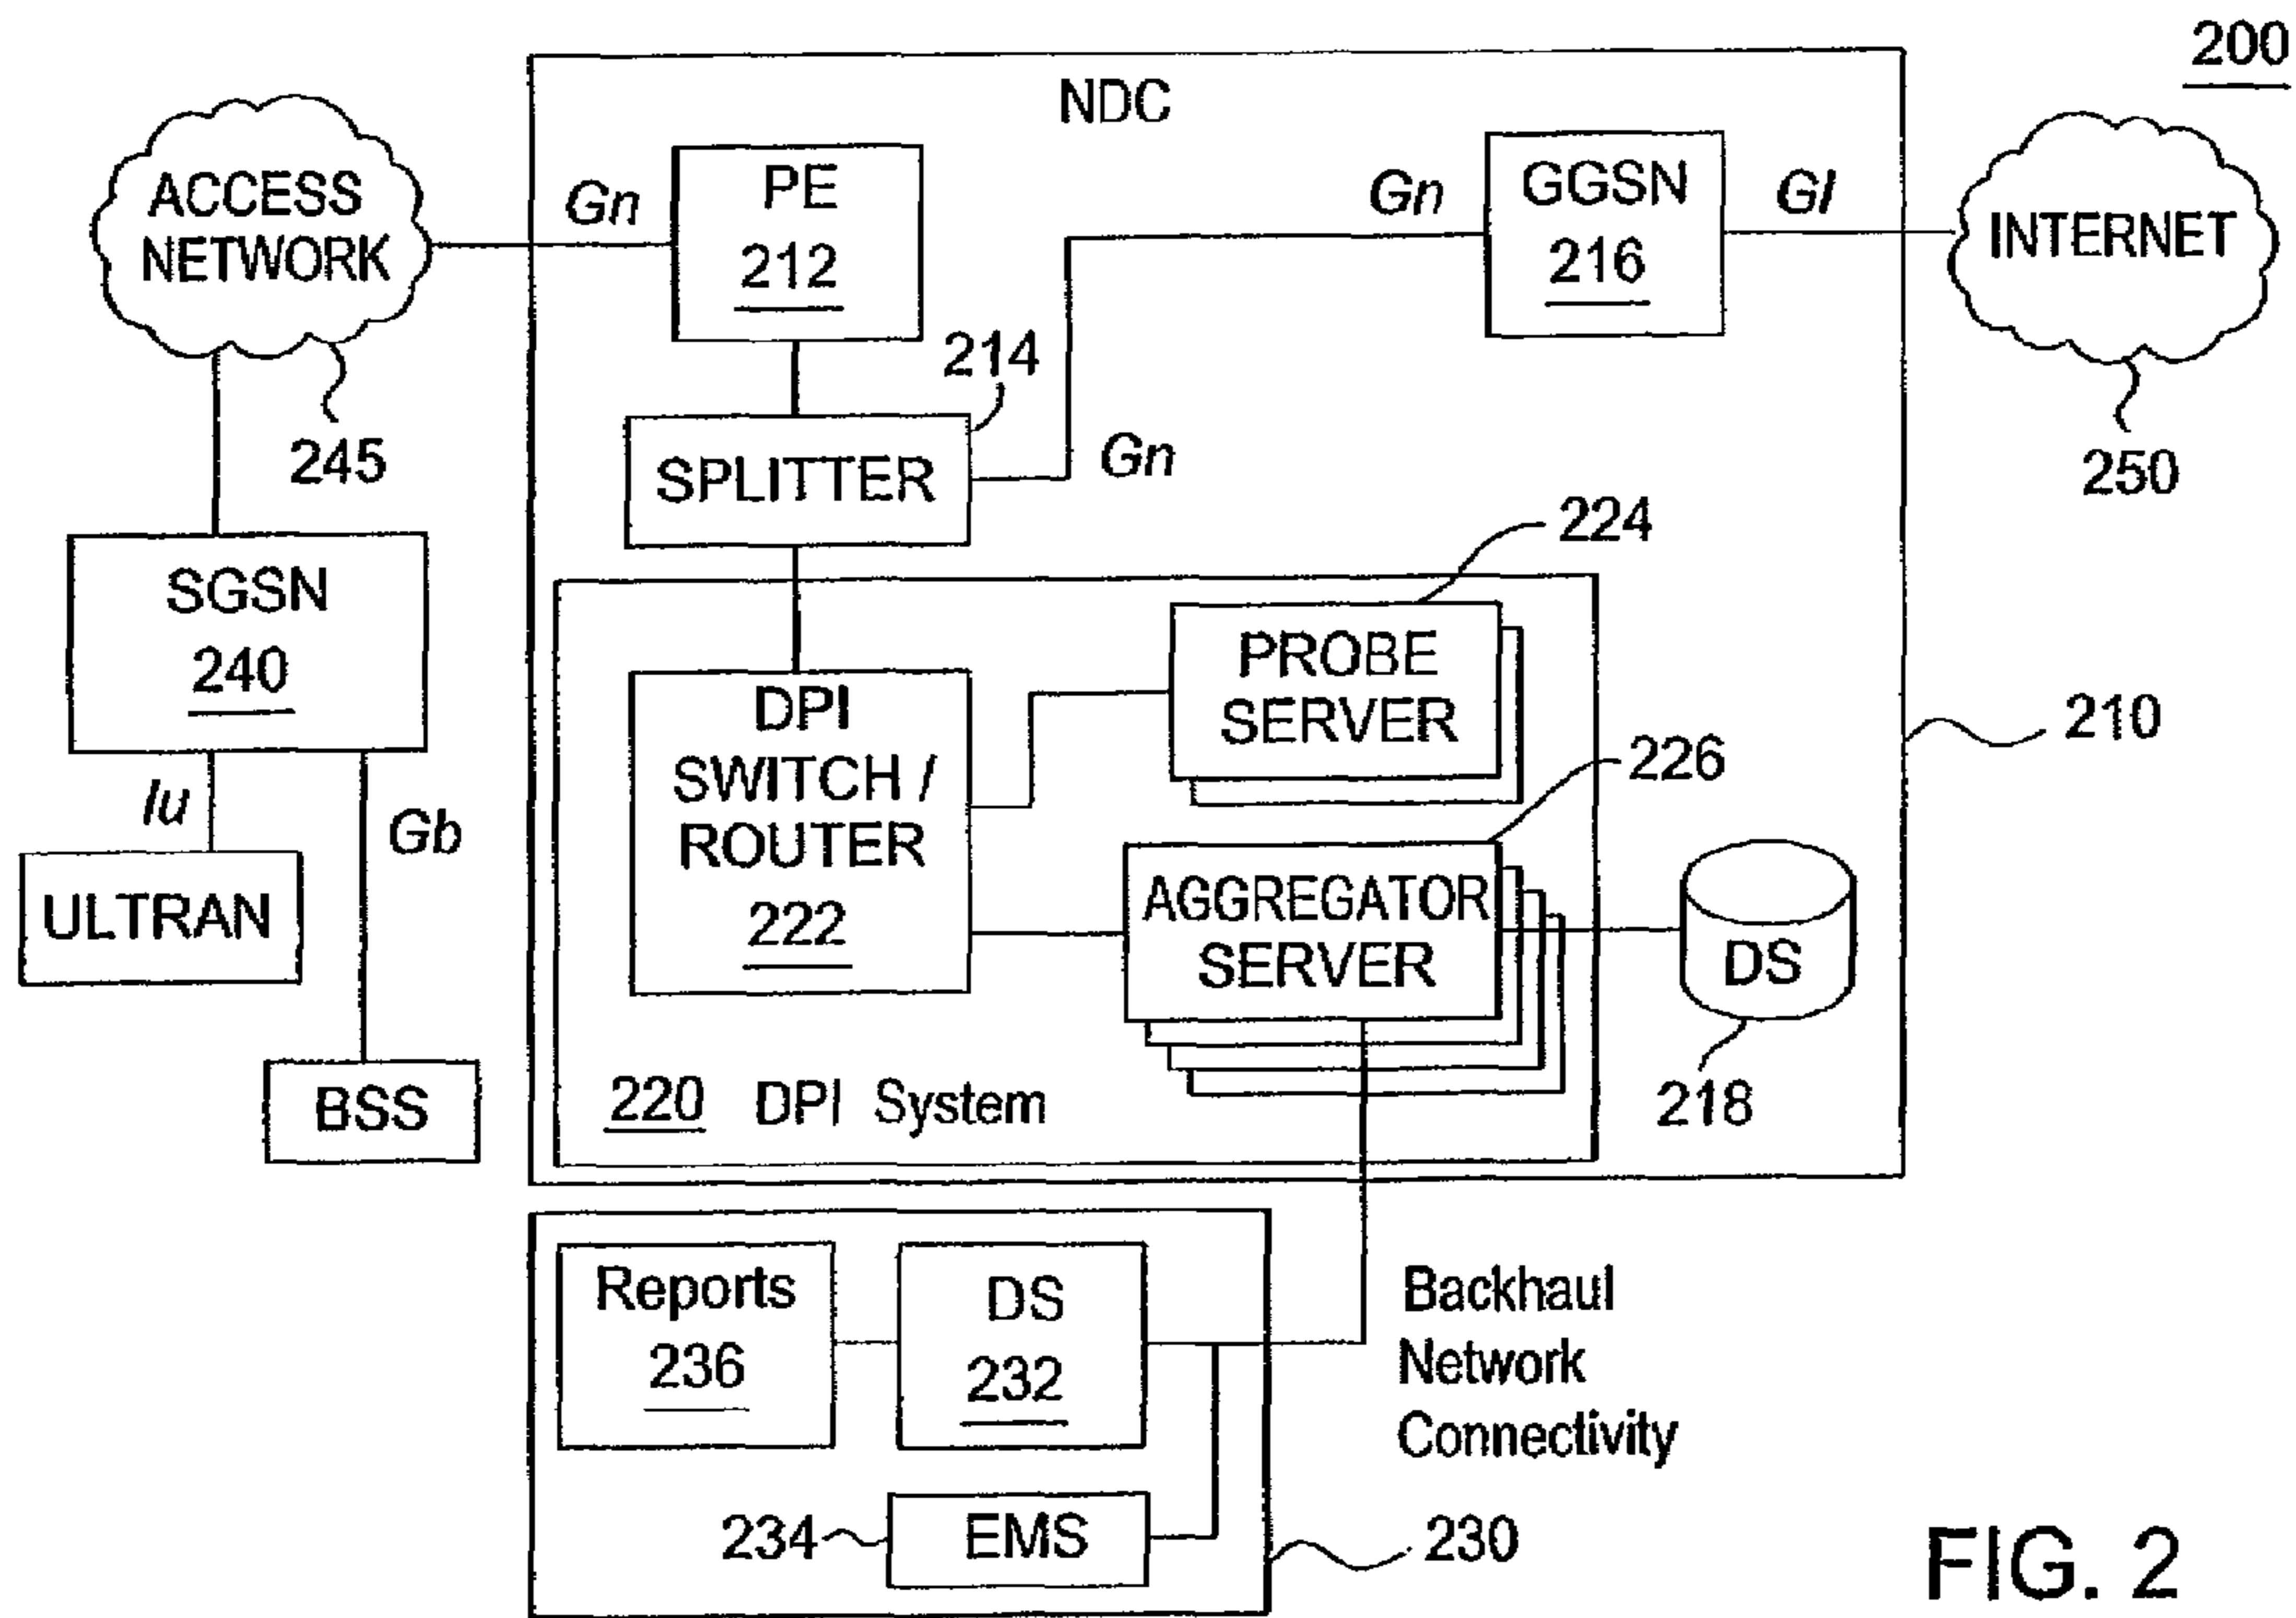 200
NDC
ACCESS
NETWORK
Gn
PE
212
Gn
GGSN
216
GI
INTERNET
214
245
SPLITTER
Gn
250
224
SGSN
240
PROBE
SERVER
210
DPI
SWITCH /
ROUTER
222
226
Iu
Gb
ULTRAN
AGGREGATOR
SERVER
DS
218
BSS
220 DPI System
Reports
236
DS
232
Backhaul
Network
Connectivity
234
EMS
230
FIG. 2